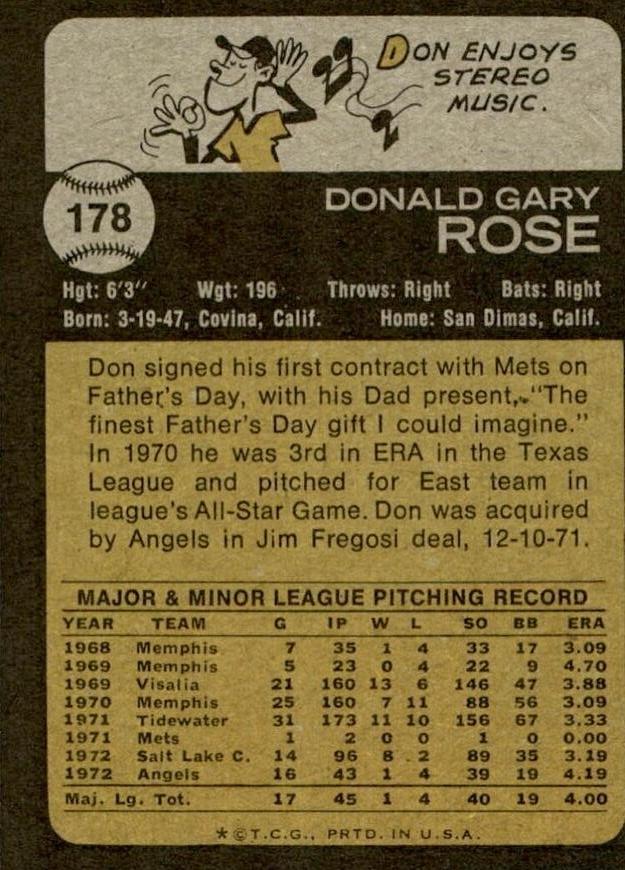 DON ENJOYS
STEREO
MUSIC.
178
DONALD GARY
ROSE
Hgt: 6'3" Wgt: 196 Throws: Right Bats: Right
Born: 3-19-47, Covina, Calif. Home: San Dimas, Calif.
Don signed his first contract with Mets on
Father's Day, with his Dad present, "The
finest Father's Day gift I could imagine."
In 1970 he was 3rd in ERA in the Texas
League and pitched for East team in
league's All-Star Game. Don was acquired
by Angels in Jim Fregosi deal, 12-10-71.
MAJOR & MINOR LEAGUE PITCHING RECORD
YEAR TEAM G IP W L SO BB ERA
1968 Memphis 7 35 1 4 33 17 3.09
1969 Memphis 5 23 0 4 22 9 4.70
1969 Visalia 21 160 13 6 146 47 3.88
1970 Memphis 25 160 7 11 88 56 3.09
1971 Tidewater 31 173 11 10 156 67 3.33
1971 Mets 1 2 0 0 1 0 0.00
1972 Salt Lake C. 14 96 8 2 89 35 3.19
1972 Angels 16 43 1 4 39 19 4.19
Maj. Lg. Tot. 17 45 1 4 40 19 4.00
*©T.C.G., PRTD. IN U.S.A.